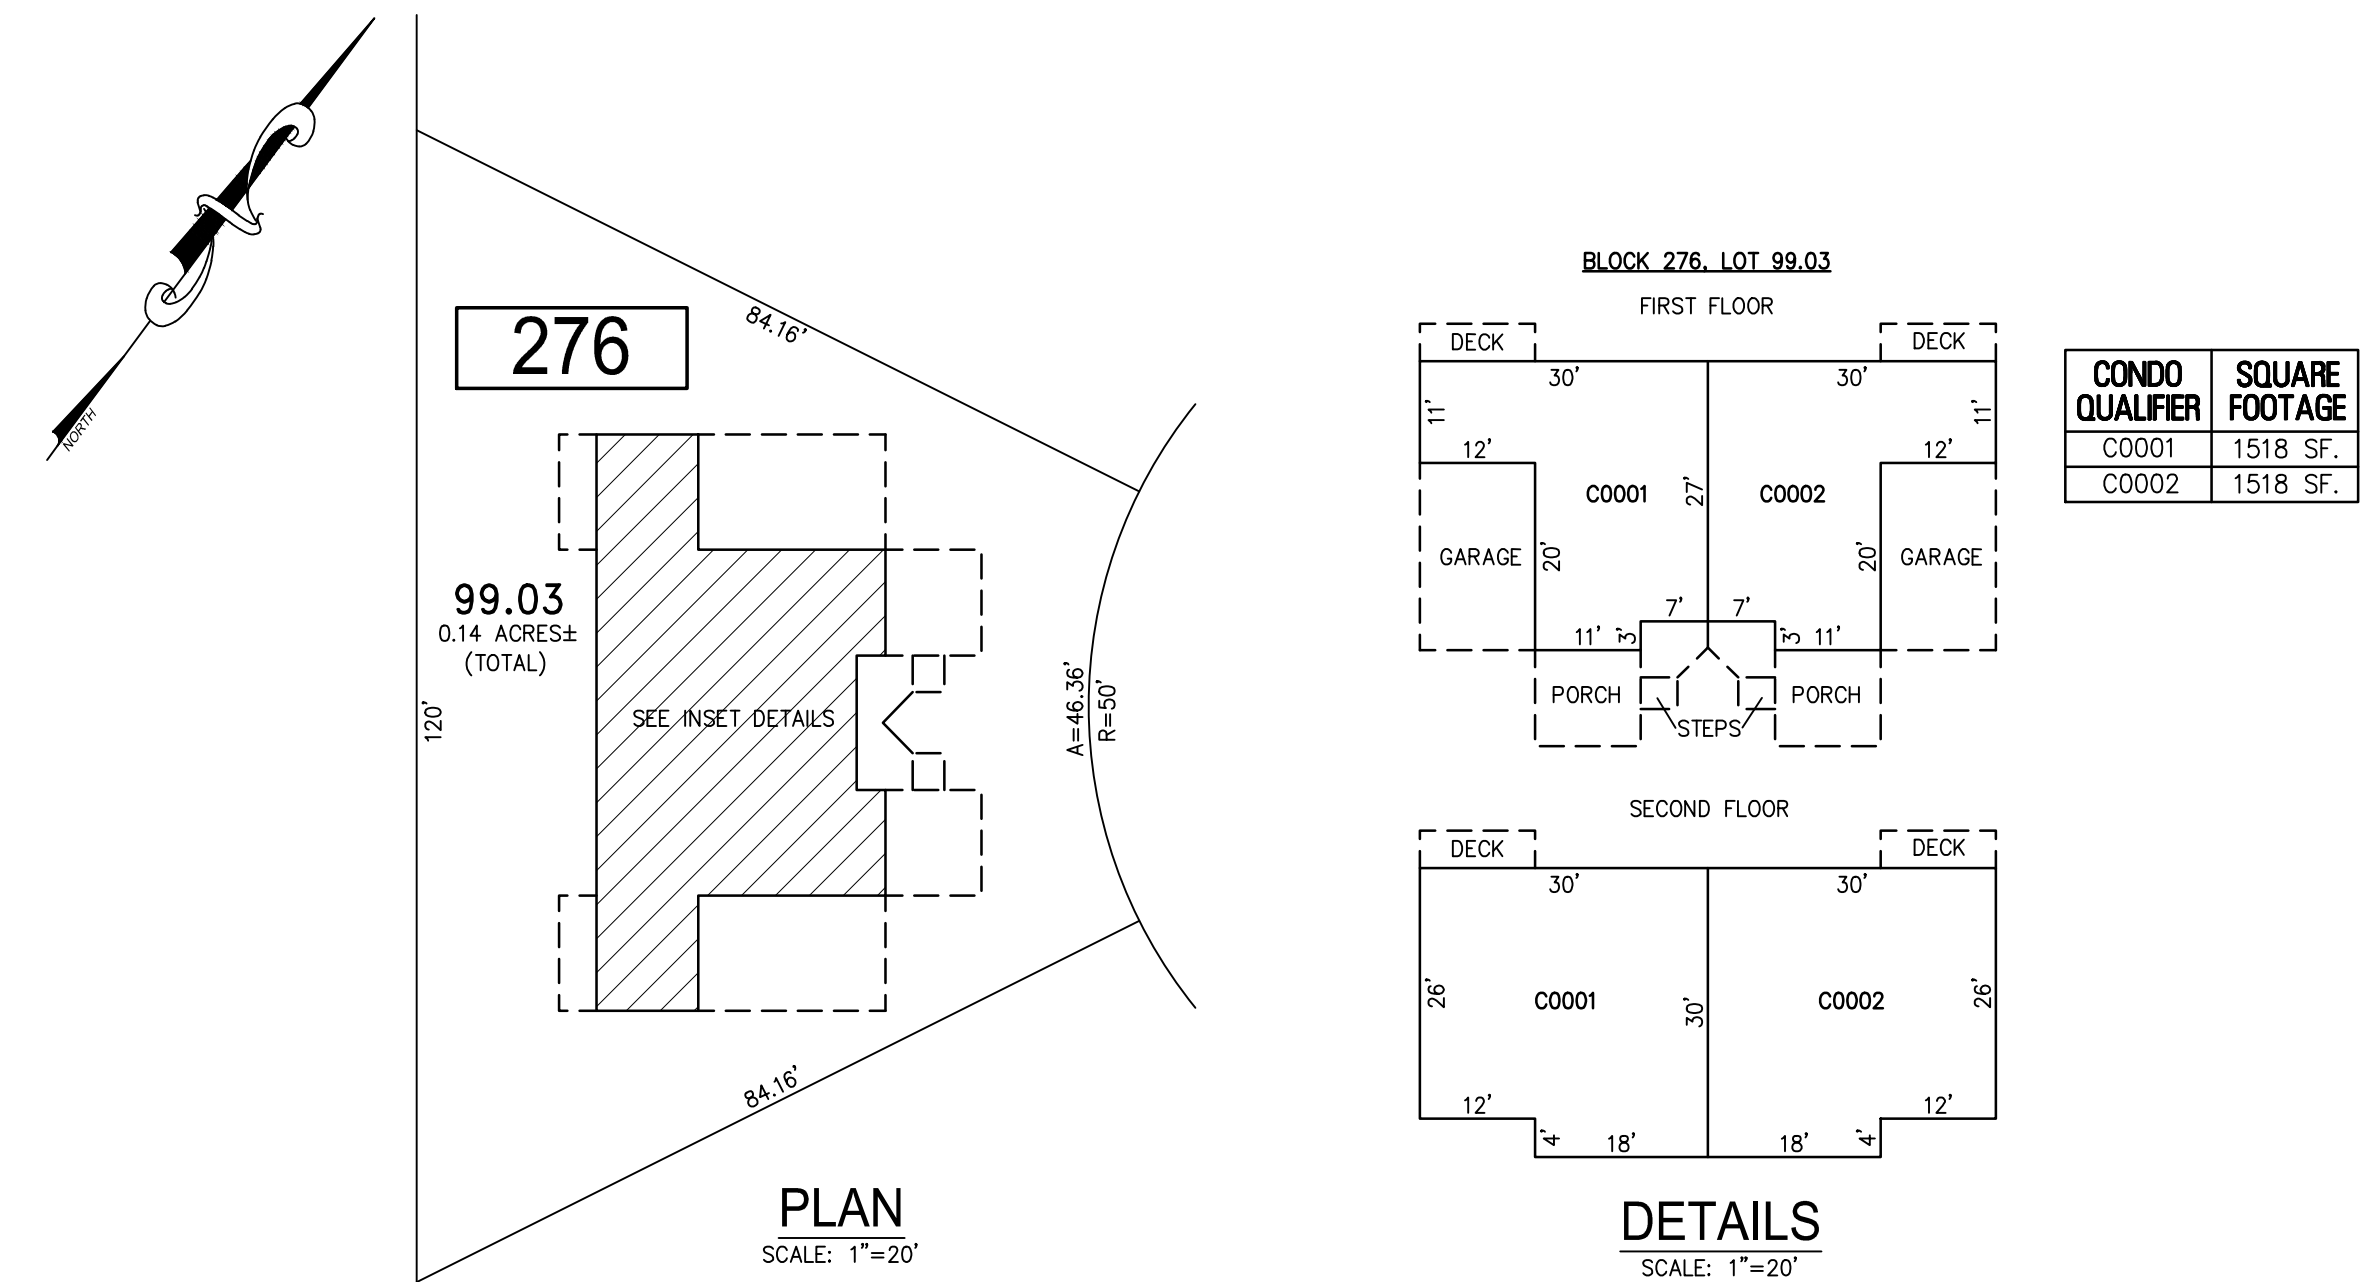 NORTH
276
84.16'
99.03
0.14 ACRES±
(TOTAL)
120'
SEE INSET DETAILS
A=46.36'
R=50'
84.16'
PLAN
SCALE: 1"=20'
BLOCK 276, LOT 99.03
FIRST FLOOR
DECK DECK
30' 30'
11' 11'
12' 12'
C0001 27' C0002
GARAGE 20' 20' GARAGE
7' 7'
11' 3' 3' 11'
PORCH PORCH
STEPS
SECOND FLOOR
DECK DECK
30' 30'
26' C0001 30' C0002 26'
12' 12'
4' 18' 18' 4'
DETAILS
SCALE: 1"=20'
CONDO QUALIFIER SQUARE FOOTAGE
C0001 1518 SF.
C0002 1518 SF.